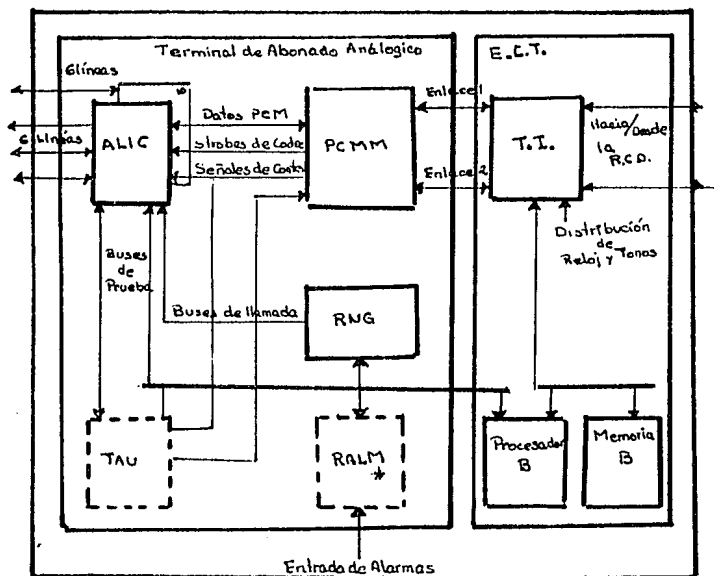 Terminal de Abonado Análogico
E.C.T.
6líneas
6
6 líneas
ALIC
Datos PCM
strobes de Codec
Señales de Contr
PCMM
Enlace 1
Enlace 2
T.I.
Hacia/Desde
la
R.C.D.
Distribución
de
Reloj y Tonos
Buses
de
Prueba
Buses de llamada
RNG
TAU
RALM
*
Procesador
B
Memoria
B
Entrada de Alarmas